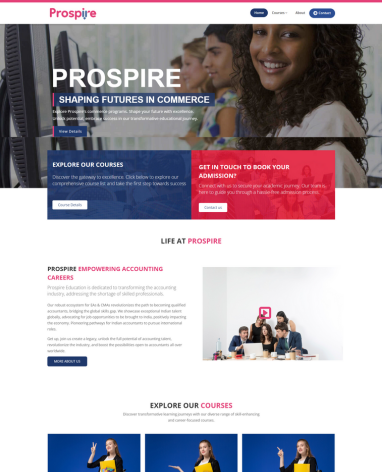 Prospire
Home Courses About Contact
PROSPIRE
SHAPING FUTURES IN COMMERCE
Explore Prospire's commerce programs. Shape your future with excellence,
unlock potential, embrace success in our transformative educational journey.
View Details
EXPLORE OUR COURSES
Discover the gateway to excellence. Click below to explore our
comprehensive course list and take the first step towards success.
Course Details
GET IN TOUCH TO BOOK YOUR
ADMISSION?
Connect with us to secure your academic journey. Our team is
here to guide you through a hassle-free admission process.
Contact us
LIFE AT PROSPIRE
PROSPIRE EMPOWERING ACCOUNTING
CAREERS
Prospire Education is dedicated to transforming the accounting
industry, addressing the shortage of skilled professionals.
Our robust ecosystem for SAs & FMAs revolutionizes the path to becoming qualified
accountants, bridging the global skills gap. We showcase exceptional Indian talent
globally, advocating for job opportunities to be brought to India, positively impacting
the economy. Pioneering pathways for Indian accountants to pursue international
roles.
Get up, join us create a legacy, unlock the full potential of accounting talent,
revolutionize the industry, and boost the possibilities open to accountants all over
worldwide
MORE ABOUT US
EXPLORE OUR COURSES
Discover transformative learning journeys with our diverse range of skill-enhancing
and career-focused courses.